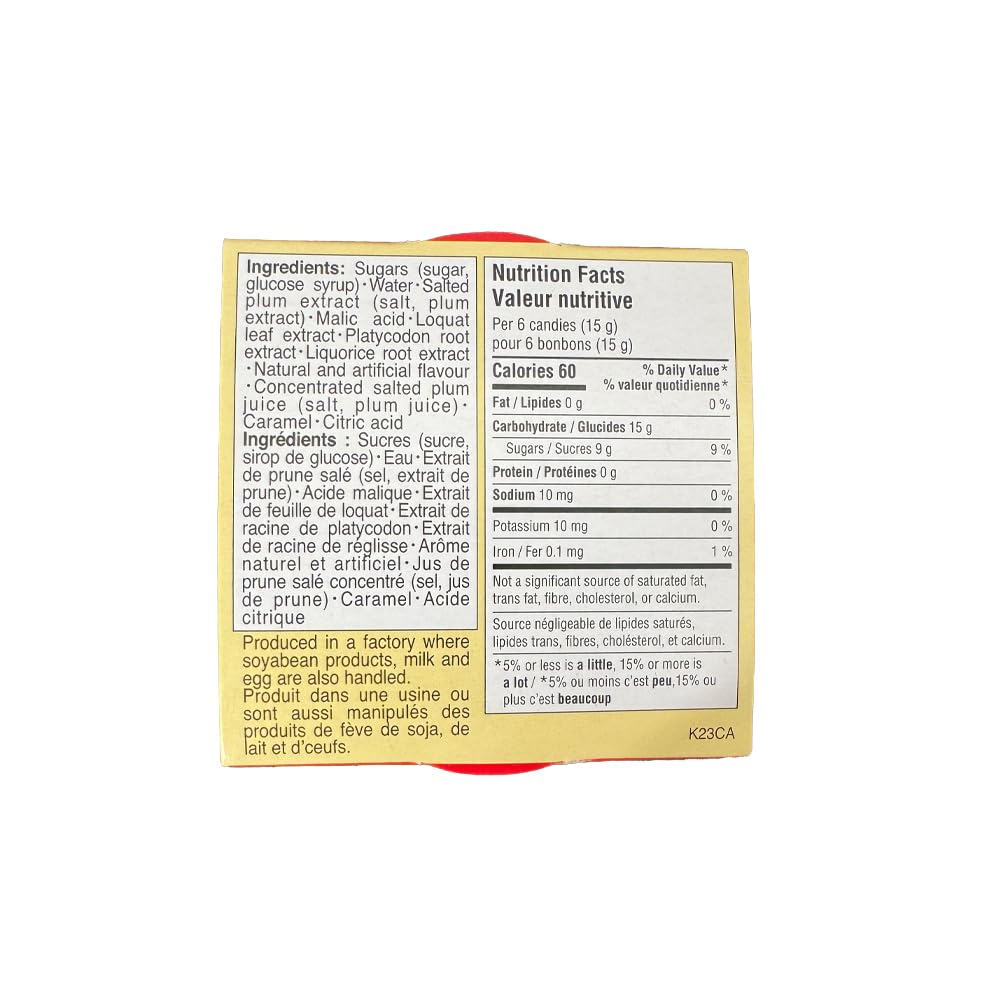 Ingredients: Sugars (sugar,
glucose syrup)·Water·Salted
plum extract (salt, plum
extract)·Malic acid·Loquat
leaf extract·Platycodon root
extract·Liquorice root extract
·Natural and artificial flavour
·Concentrated salted plum
juice (salt, plum juice)·
Caramel·Citric acid
Ingrédients : Sucres (sucre,
sirop de glucose)·Eau·Extrait
de prune salé (sel, extrait de
prune)·Acide malique·Extrait
de feuille de loquat·Extrait de
racine de platycodon·Extrait
de racine de réglisse·Arôme
naturel et artificiel·Jus de
prune salé concentré (sel, jus
de prune)·Caramel·Acide
citrique
Produced in a factory where
soyabean products, milk and
egg are also handled.
Produit dans une usine ou
sont aussi manipulés des
produits de fève de soja, de
lait et d'ceufs.
Nutrition Facts
Valeur nutritive
Per 6 candies (15 g)
pour 6 bonbons (15 g)
Calories 60 % Daily Value*
% valeur quotidienne*
Fat / Lipides 0 g 0 %
Carbohydrate / Glucides 15 g
Sugars / Sucres 9 g 9 %
Protein / Protéines 0 g
Sodium 10 mg 0 %
Potassium 10 mg 0 %
Iron / Fer 0.1 mg 1 %
Not a significant source of saturated fat,
trans fat, fibre, cholesterol, or calcium.
Source négligeable de lipides saturés,
lipides trans, fibres, cholésterol, et calcium.
*5% or less is a little, 15% or more is
a lot / *5% ou moins c'est peu,15% ou
plus c'est beaucoup
K23CA